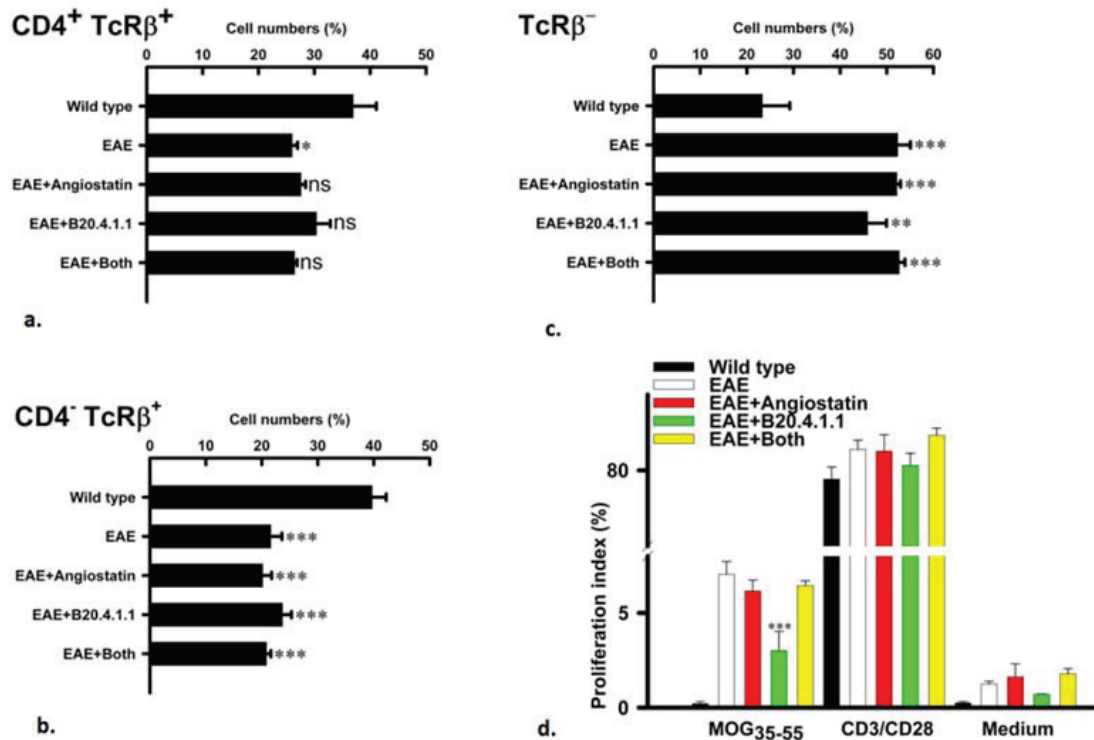 CD4+ TcRβ+
Cell numbers (%)
0 10 20 30 40 50
Wild type
EAE *
EAE+Angiostatin ns
EAE+B20.4.1.1 ns
EAE+Both ns
a.
TcRβ−
Cell numbers (%)
0 10 20 30 40 50 60
Wild type
EAE ***
EAE+Angiostatin ***
EAE+B20.4.1.1 **
EAE+Both ***
c.
CD4- TcRβ+
Cell numbers (%)
0 10 20 30 40 50
Wild type
EAE ***
EAE+Angiostatin ***
EAE+B20.4.1.1 ***
EAE+Both ***
b.
Wild type
EAE
EAE+Angiostatin
EAE+B20.4.1.1
EAE+Both
Proliferation index (%)
80
5
***
0
MOG35-55 CD3/CD28 Medium
d.